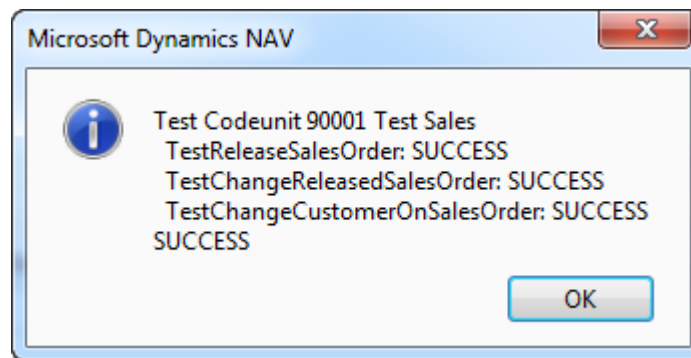 Microsoft Dynamics NAV
Test Codeunit 90001 Test Sales
TestReleaseSalesOrder: SUCCESS
TestChangeReleasedSalesOrder: SUCCESS
TestChangeCustomerOnSalesOrder: SUCCESS
SUCCESS
OK